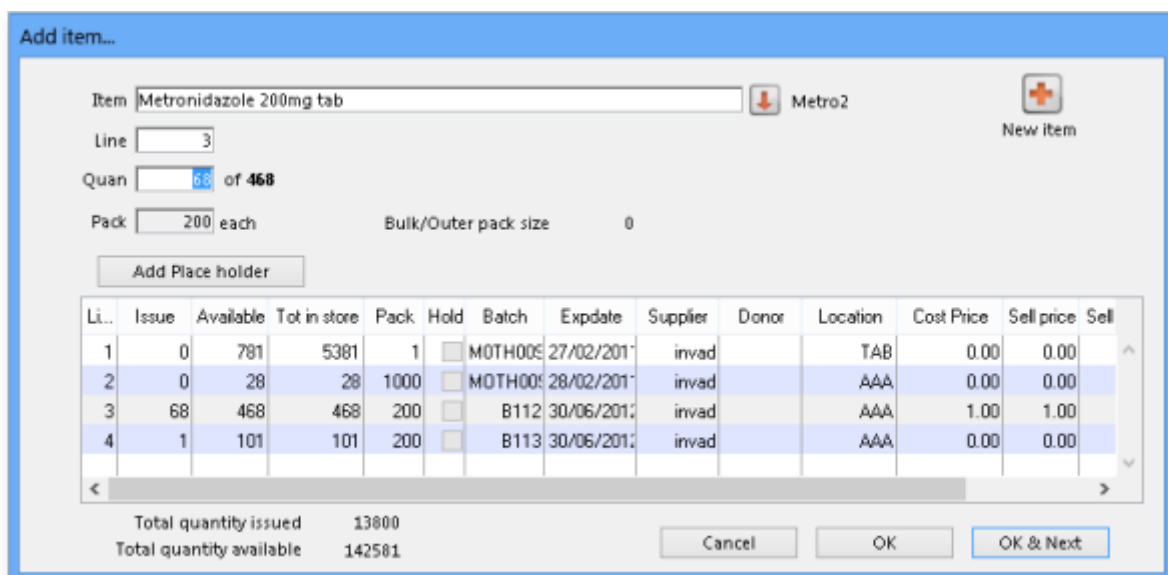 Add item...
Item Metronidazole 200mg tab Metro2
New item
Line 3
Quan 68 of 468
Pack 200 each Bulk/Outer pack size 0
Add Place holder
Li... Issue Available Tot in store Pack Hold Batch Expdate Supplier Donor Location Cost Price Sell price Sell
1 0 781 5381 1 27/02/201 invad TAB 0.00 0.00
2 0 28 28 1000 28/02/201 invad AAA 0.00 0.00
3 68 468 468 200 B112 30/06/2012 invad AAA 1.00 1.00
4 1 101 101 200 B113 30/06/2012 invad AAA 0.00 0.00
Total quantity issued 13800
Total quantity available 142581
Cancel OK OK & Next